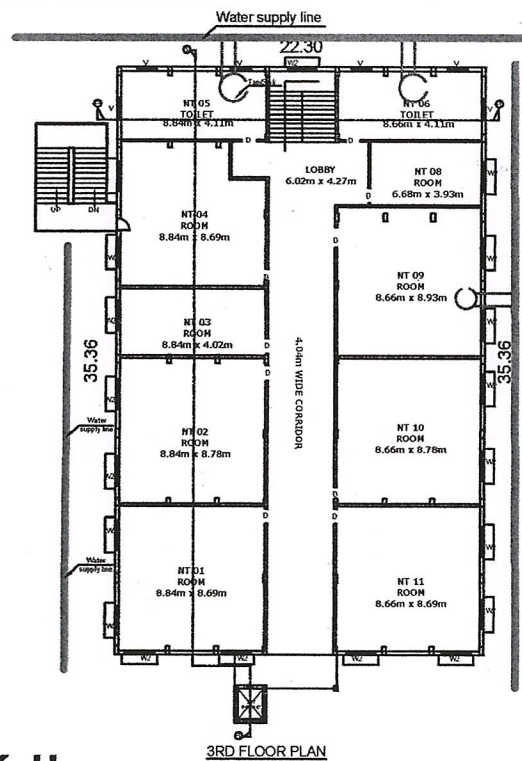 Water supply line
22.30
W2
V
V
V
V
NT 05
TOILET
8.84m x 4.11m
NT 06
TOILET
8.66m x 4.11m
V
V
D
D
LOBBY
6.02m x 4.27m
NT 08
ROOM
6.68m x 3.93m
D
UP
DN
NT 04
ROOM
8.84m x 8.69m
D
D
NT 09
ROOM
8.66m x 8.93m
35.36
NT 03
ROOM
8.84m x 4.02m
D
D
4.04m WIDE CORRIDOR
35.36
Water
supply line
NT 02
ROOM
8.84m x 8.78m
NT 10
ROOM
8.66m x 8.78m
D
D
Water
supply line
NT 01
ROOM
8.84m x 8.69m
NT 11
ROOM
8.66m x 8.69m
W2
W2
W2
W2
3RD FLOOR PLAN